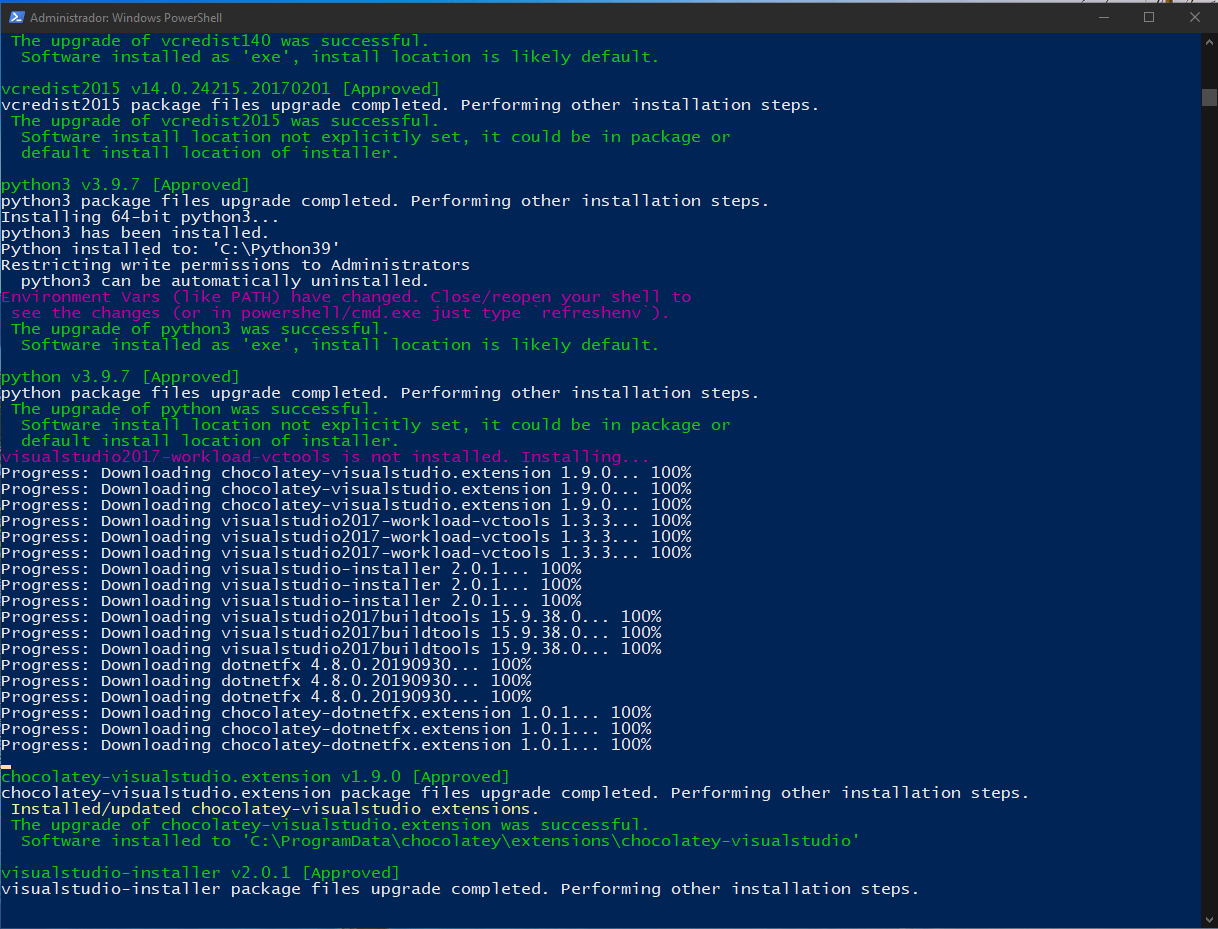 Administrador: Windows PowerShell
The upgrade of vcredist140 was successful.
Software installed as 'exe', install location is likely default.
vcredist2015 v14.0.24215.20170201 [Approved]
vcredist2015 package files upgrade completed. Performing other installation steps.
The upgrade of vcredist2015 was successful.
Software install location not explicitly set, it could be in package or
default install location of installer.
python3 v3.9.7 [Approved]
python3 package files upgrade completed. Performing other installation steps.
Installing 64-bit python3...
python3 has been installed.
Python installed to: 'C:\Python39'
Restricting write permissions to Administrators
python3 can be automatically uninstalled.
Environment Vars (like PATH) have changed. Close/reopen your shell to
see the changes (or in powershell/cmd.exe just type `refreshenv`).
The upgrade of python3 was successful.
Software installed as 'exe', install location is likely default.
python v3.9.7 [Approved]
python package files upgrade completed. Performing other installation steps.
The upgrade of python was successful.
Software install location not explicitly set, it could be in package or
default install location of installer.
visualstudio2017-workload-vctools is not installed. Installing...
Progress: Downloading chocolatey-visualstudio.extension 1.9.0... 100%
Progress: Downloading chocolatey-visualstudio.extension 1.9.0... 100%
Progress: Downloading chocolatey-visualstudio.extension 1.9.0... 100%
Progress: Downloading visualstudio2017-workload-vctools 1.3.3... 100%
Progress: Downloading visualstudio2017-workload-vctools 1.3.3... 100%
Progress: Downloading visualstudio2017-workload-vctools 1.3.3... 100%
Progress: Downloading visualstudio-installer 2.0.1... 100%
Progress: Downloading visualstudio-installer 2.0.1... 100%
Progress: Downloading visualstudio-installer 2.0.1... 100%
Progress: Downloading visualstudio2017buildtools 15.9.38.0... 100%
Progress: Downloading visualstudio2017buildtools 15.9.38.0... 100%
Progress: Downloading visualstudio2017buildtools 15.9.38.0... 100%
Progress: Downloading dotnetfx 4.8.0.20190930... 100%
Progress: Downloading dotnetfx 4.8.0.20190930... 100%
Progress: Downloading dotnetfx 4.8.0.20190930... 100%
Progress: Downloading chocolatey-dotnetfx.extension 1.0.1... 100%
Progress: Downloading chocolatey-dotnetfx.extension 1.0.1... 100%
Progress: Downloading chocolatey-dotnetfx.extension 1.0.1... 100%
chocolatey-visualstudio.extension v1.9.0 [Approved]
chocolatey-visualstudio.extension package files upgrade completed. Performing other installation steps.
Installed/updated chocolatey-visualstudio extensions.
The upgrade of chocolatey-visualstudio.extension was successful.
Software installed to 'C:\ProgramData\chocolatey\extensions\chocolatey-visualstudio'
visualstudio-installer v2.0.1 [Approved]
visualstudio-installer package files upgrade completed. Performing other installation steps.